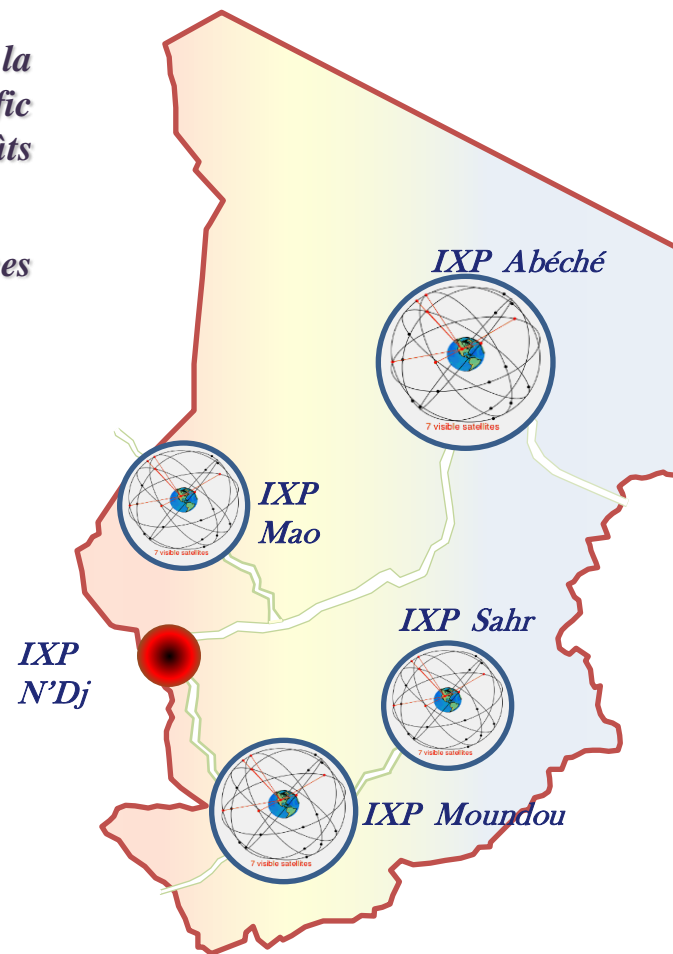 la
fic
ûts
es
IXP Abéché
7 visible satellites
IXP
Mao
7 visible satellites
IXP Sahr
IXP
N'Dj
7 visible satellites
IXP Moundou
7 visible satellites